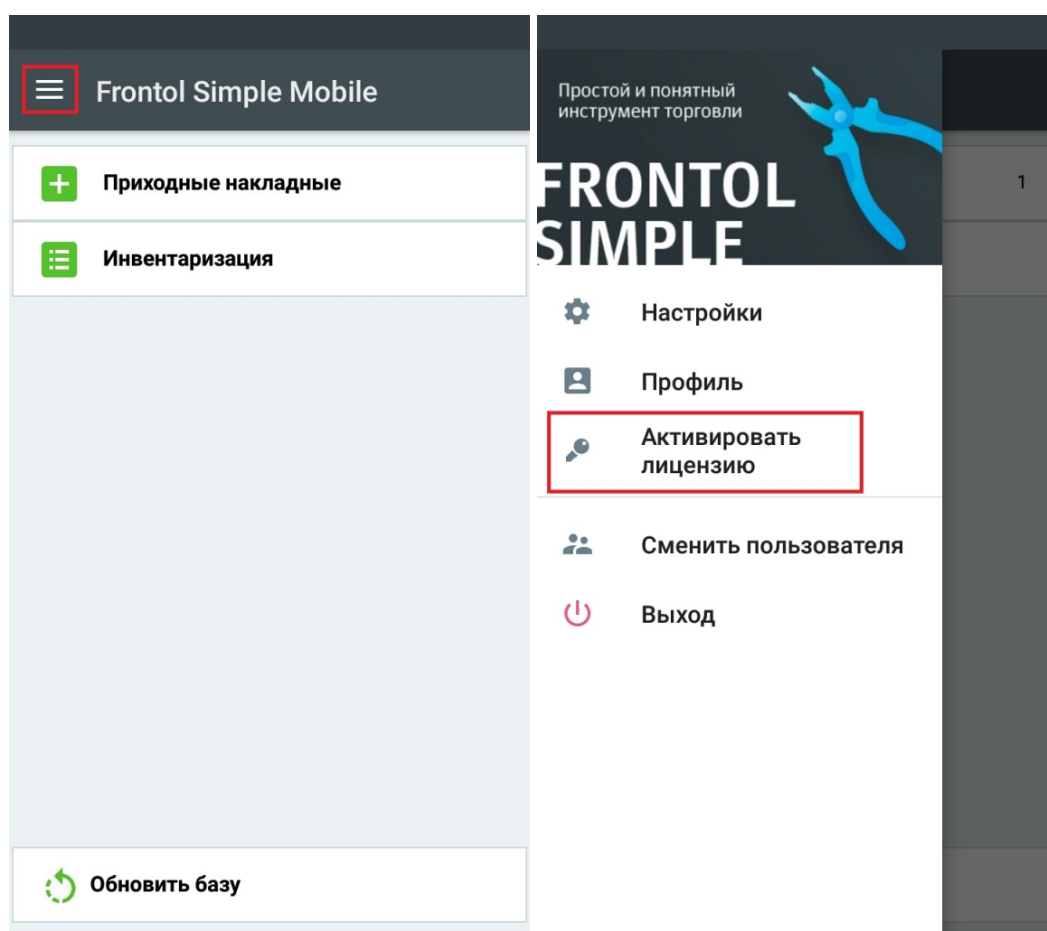 Frontol Simple Mobile
Приходные накладные
Инвентаризация
Обновить базу
Простой и понятный
инструмент торговли
FRONTOL
SIMPLE
1
Настройки
Профиль
Активировать
лицензию
Сменить пользователя
Выход